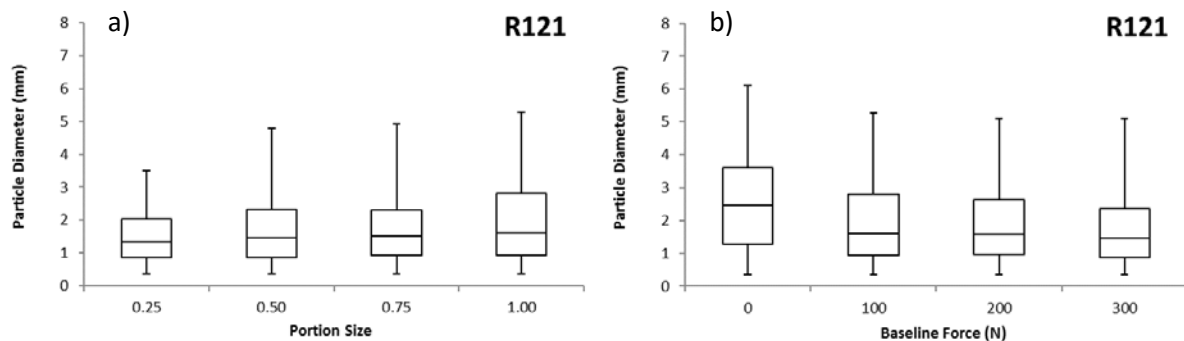 a)
R121
8
7
6
5
4
3
2
1
0
Particle Diameter (mm)
0.25 0.50 0.75 1.00
Portion Size
b)
R121
8
7
6
5
4
3
2
1
0
Particle Diameter (mm)
0 100 200 300
Baseline Force (N)